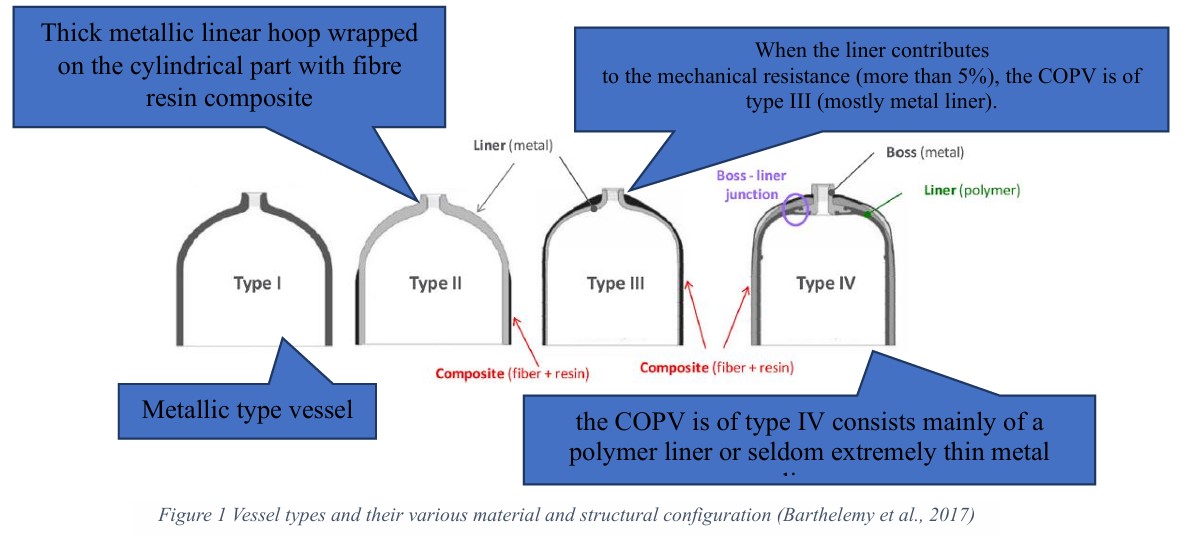 Thick metallic linear hoop wrapped
on the cylindrical part with fibre
resin composite
When the liner contributes
to the mechanical resistance (more than 5%), the COPV is of
type III (mostly metal liner).
Liner (metal)
Boss (metal)
Boss - liner
junction
Liner (polymer)
Type I
Type II
Type III
Type IV
Composite (fiber + resin)
Composite (fiber + resin)
Metallic type vessel
the COPV is of type IV consists mainly of a
polymer liner or seldom extremely thin metal
Figure 1 Vessel types and their various material and structural configuration (Barthelemy et al., 2017)